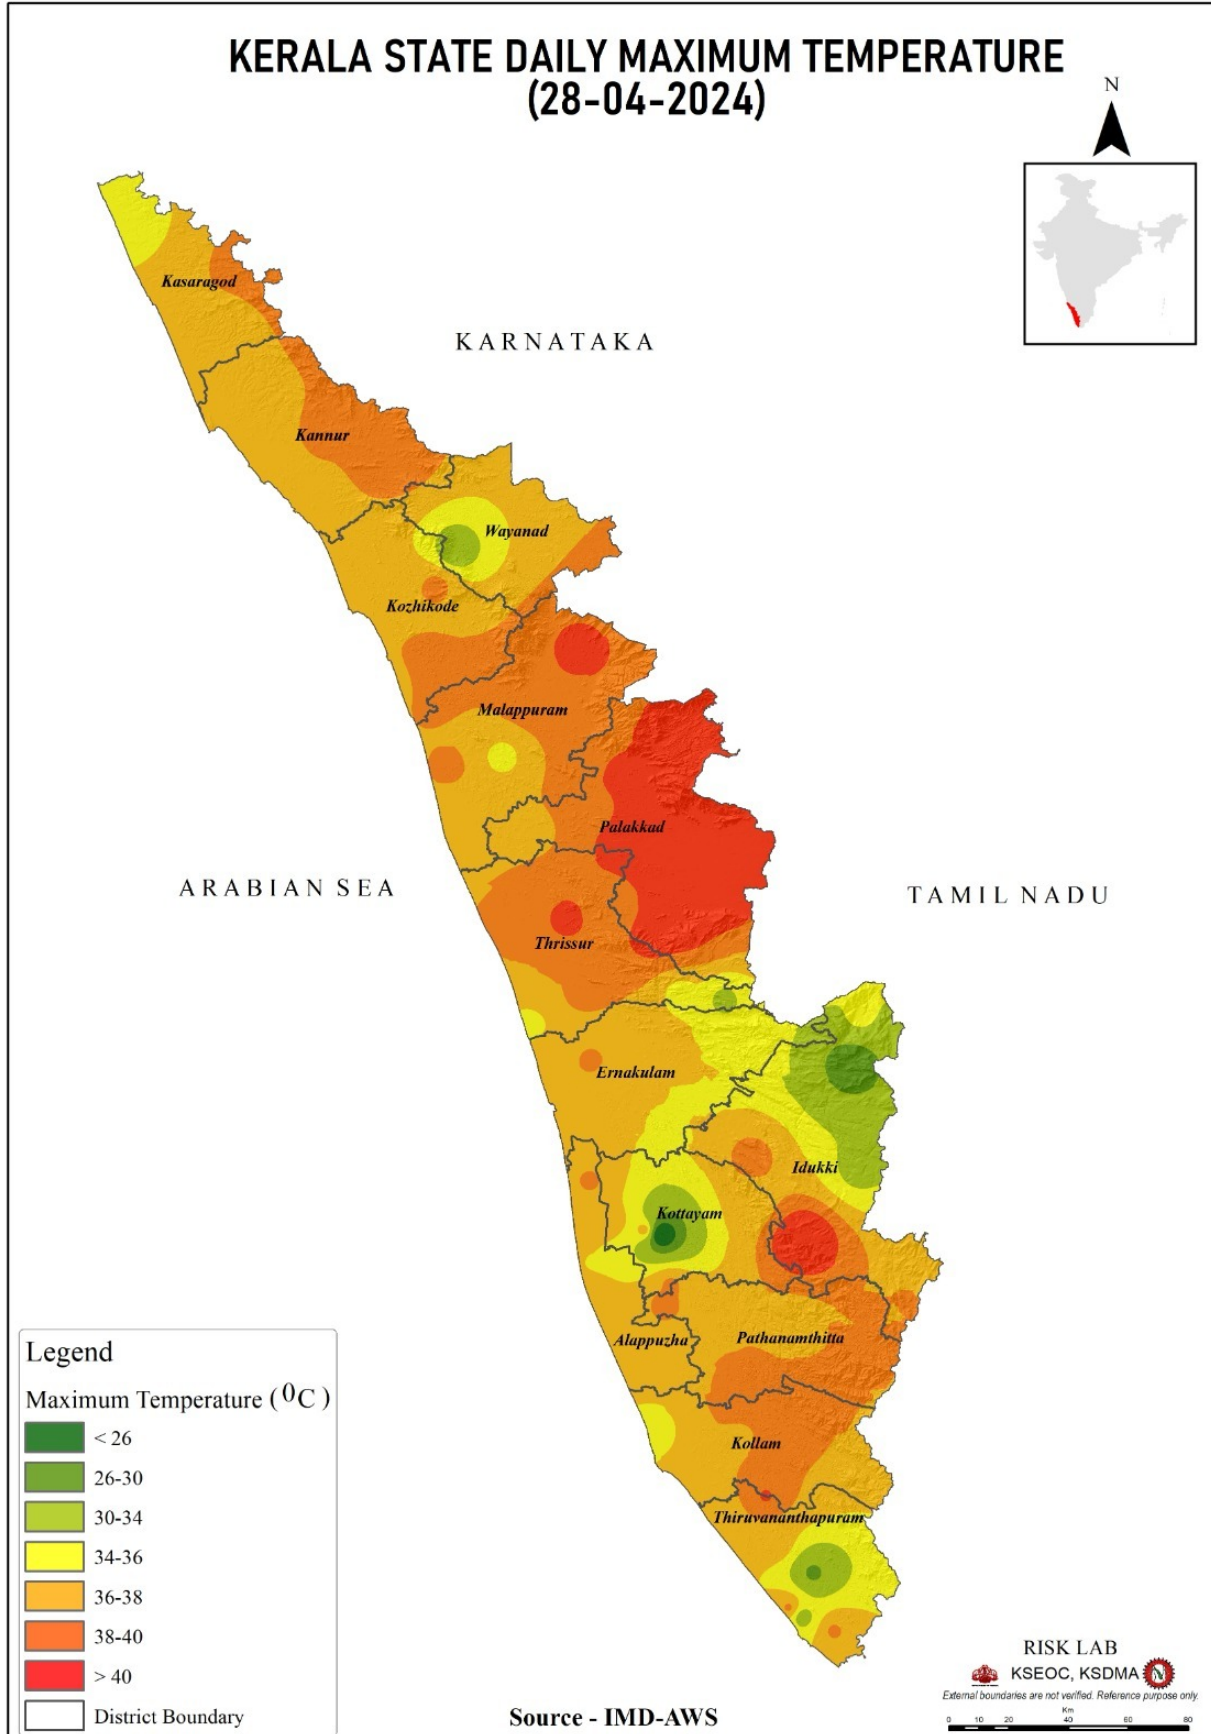 KERALA STATE DAILY MAXIMUM TEMPERATURE
(28-04-2024)
N
Kasaragod
KARNATAKA
Kannur
Wayanad
Kozhikode
Malappuram
Palakkad
ARABIAN SEA
TAMIL NADU
Thrissur
Ernakulam
Idukki
Kottayam
Alappuzha
Pathanamthitta
Kollam
Thiruvananthapuram
Legend
Maximum Temperature (⁰C )
< 26
26-30
30-34
34-36
36-38
38-40
> 40
District Boundary
Source - IMD-AWS
RISK LAB
KSEOC, KSDMA
External boundaries are not verified. Reference purpose only.
Km
0 20 40 60 80